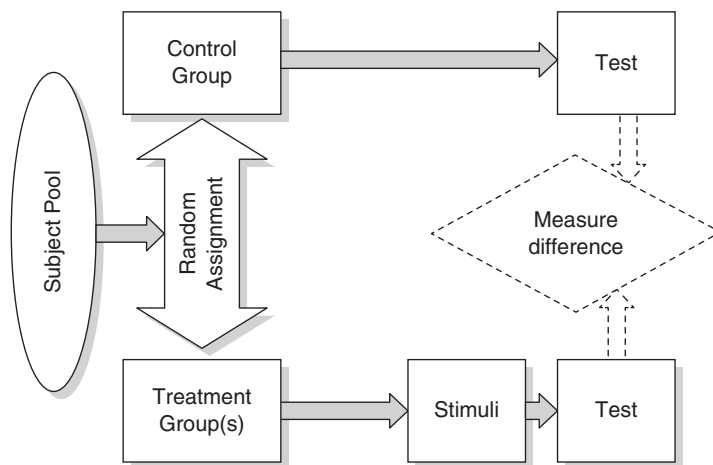 Control
Group
Test
Subject Pool
Random
Assignment
Measure
difference
Treatment
Group(s)
Stimuli
Test